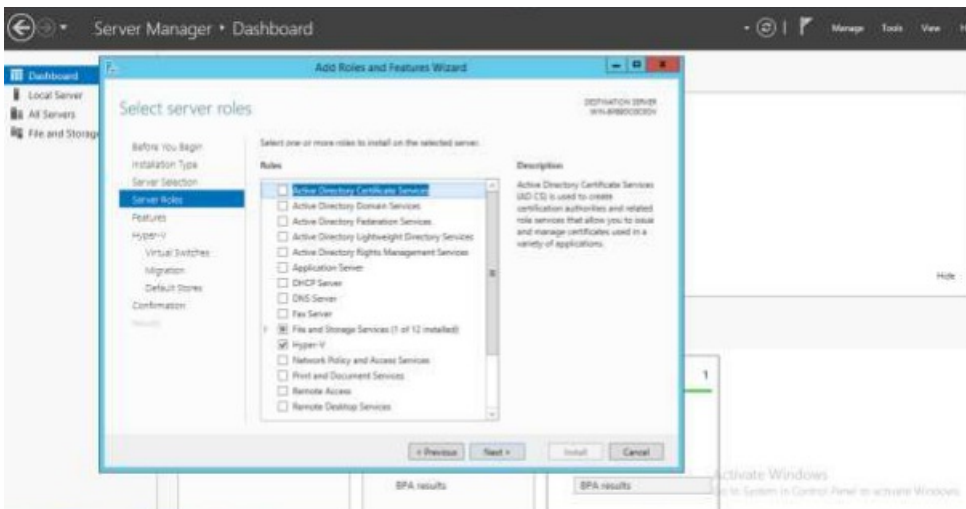 Server Manager • Dashboard
Manage Tools View
Dashboard
Local Server
All Servers
File and Storage
Add Roles and Features Wizard
Select server roles
DESTINATION SERVER
Before You Begin
Installation Type
Server Selection
Server Roles
Features
Hyper-V
Virtual Switches
Migration
Default Stores
Confirmation
Results
Select one or more roles to install on the selected server.
Roles
Active Directory Certificate Services
Active Directory Domain Services
Active Directory Federation Services
Active Directory Lightweight Directory Services
Active Directory Rights Management Services
Application Server
DHCP Server
DNS Server
Fax Server
File and Storage Services (1 of 12 installed)
Hyper-V
Network Policy and Access Services
Print and Document Services
Remote Access
Remote Desktop Services
Description
Active Directory Certificate Services
(AD CS) is used to create
certification authorities and related
role services that allow you to issue
and manage certificates used in a
variety of applications.
< Previous
Next >
Install
Cancel
Hide
1
BPA results
BPA results
Activate Windows
Go to System in Control Panel to activate Windows.